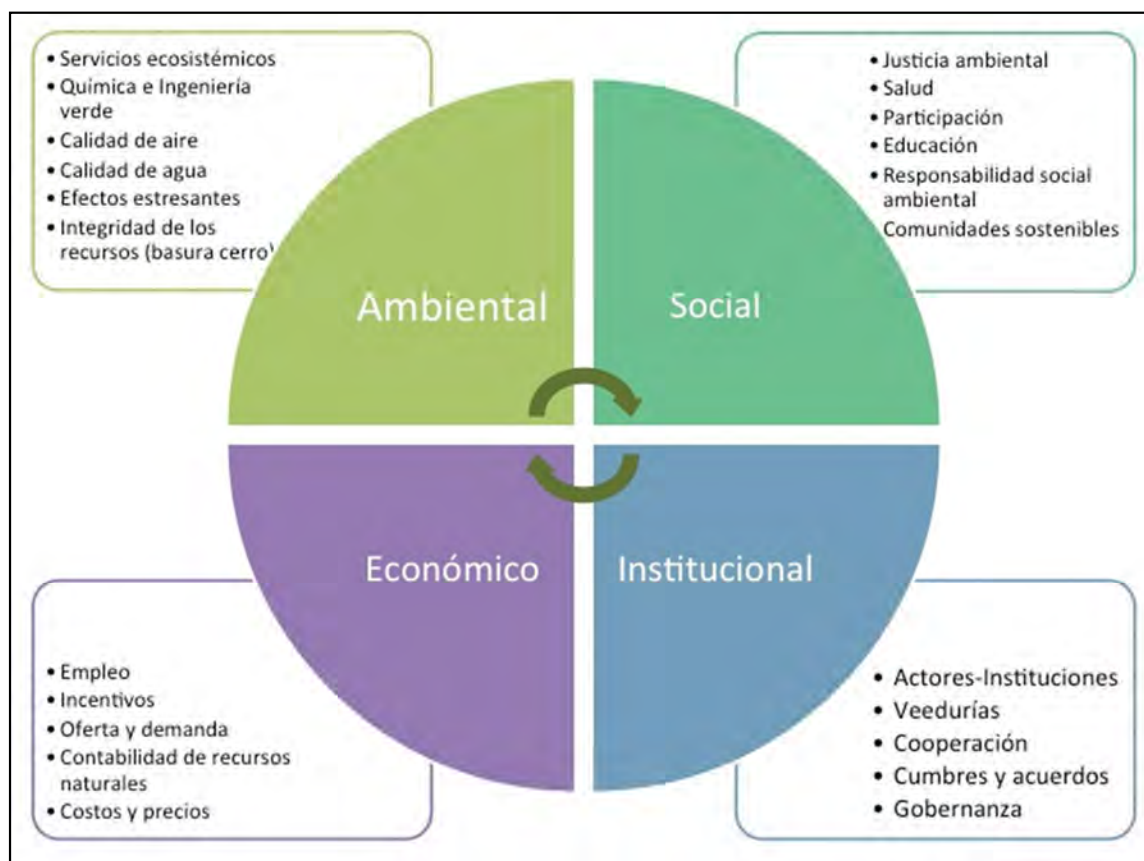 • Servicios ecosistémicos
• Química e Ingeniería
verde
• Calidad de aire
• Calidad de agua
• Efectos estresantes
• Integridad de los
recursos (basura cerro)
• Justicia ambiental
• Salud
• Participación
• Educación
• Responsabilidad social
ambiental
Comunidades sostenibles
Ambiental
Social
Económico
Institucional
• Empleo
• Incentivos
• Oferta y demanda
• Contabilidad de recursos
naturales
• Costos y precios
• Actores-Instituciones
• Veedurías
• Cooperación
• Cumbres y acuerdos
• Gobernanza